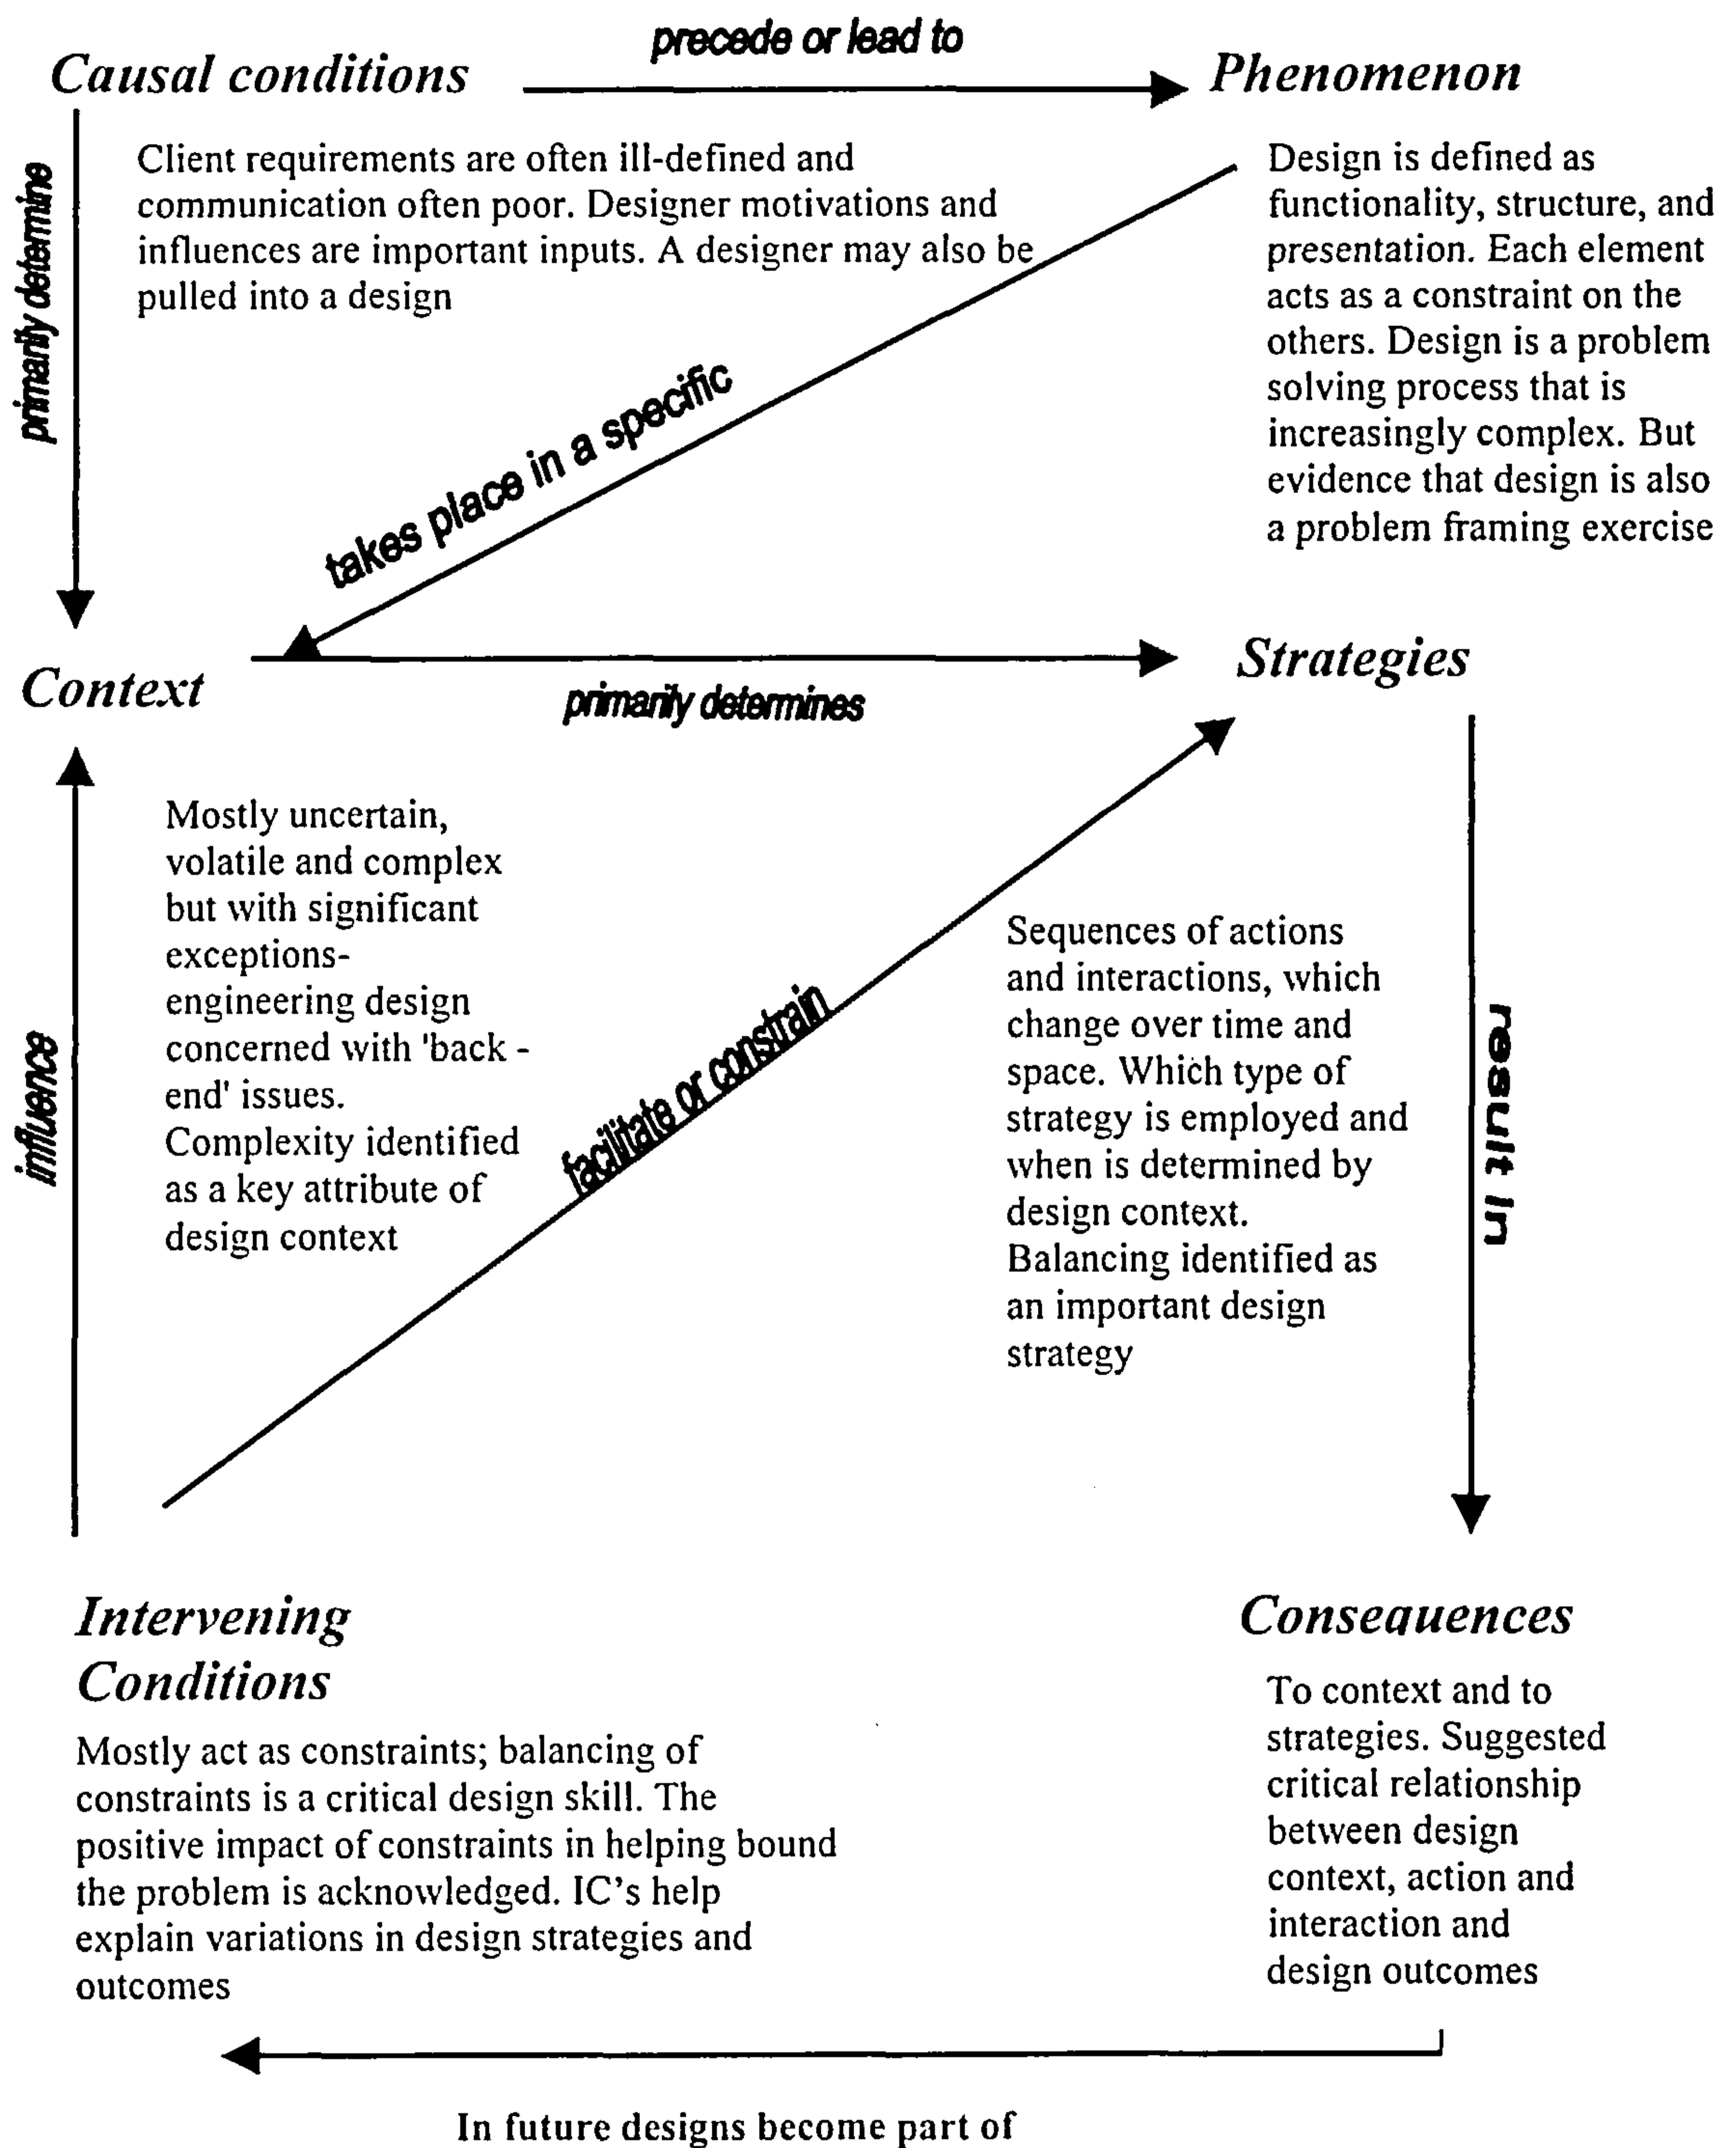 precede or lead to
Causal conditions
Phenomenon
primarily determine
Client requirements are often ill-defined and
communication often poor. Designer motivations and
influences are important inputs. A designer may also be
pulled into a design
Design is defined as
functionality, structure, and
presentation. Each element
acts as a constraint on the
others. Design is a problem
solving process that is
increasingly complex. But
evidence that design is also
a problem framing exercise
takes place in a specific
Context
primarily determines
Strategies
influence
Mostly uncertain,
volatile and complex
but with significant
exceptions-
engineering design
concerned with 'back -
end' issues.
Complexity identified
as a key attribute of
design context
facilitate or constrain
Sequences of actions
and interactions, which
change over time and
space. Which type of
strategy is employed and
when is determined by
design context.
Balancing identified as
an important design
strategy
result in
Intervening
Conditions
Mostly act as constraints; balancing of
constraints is a critical design skill. The
positive impact of constraints in helping bound
the problem is acknowledged. IC's help
explain variations in design strategies and
outcomes
Consequences
To context and to
strategies. Suggested
critical relationship
between design
context, action and
interaction and
design outcomes
In future designs become part of